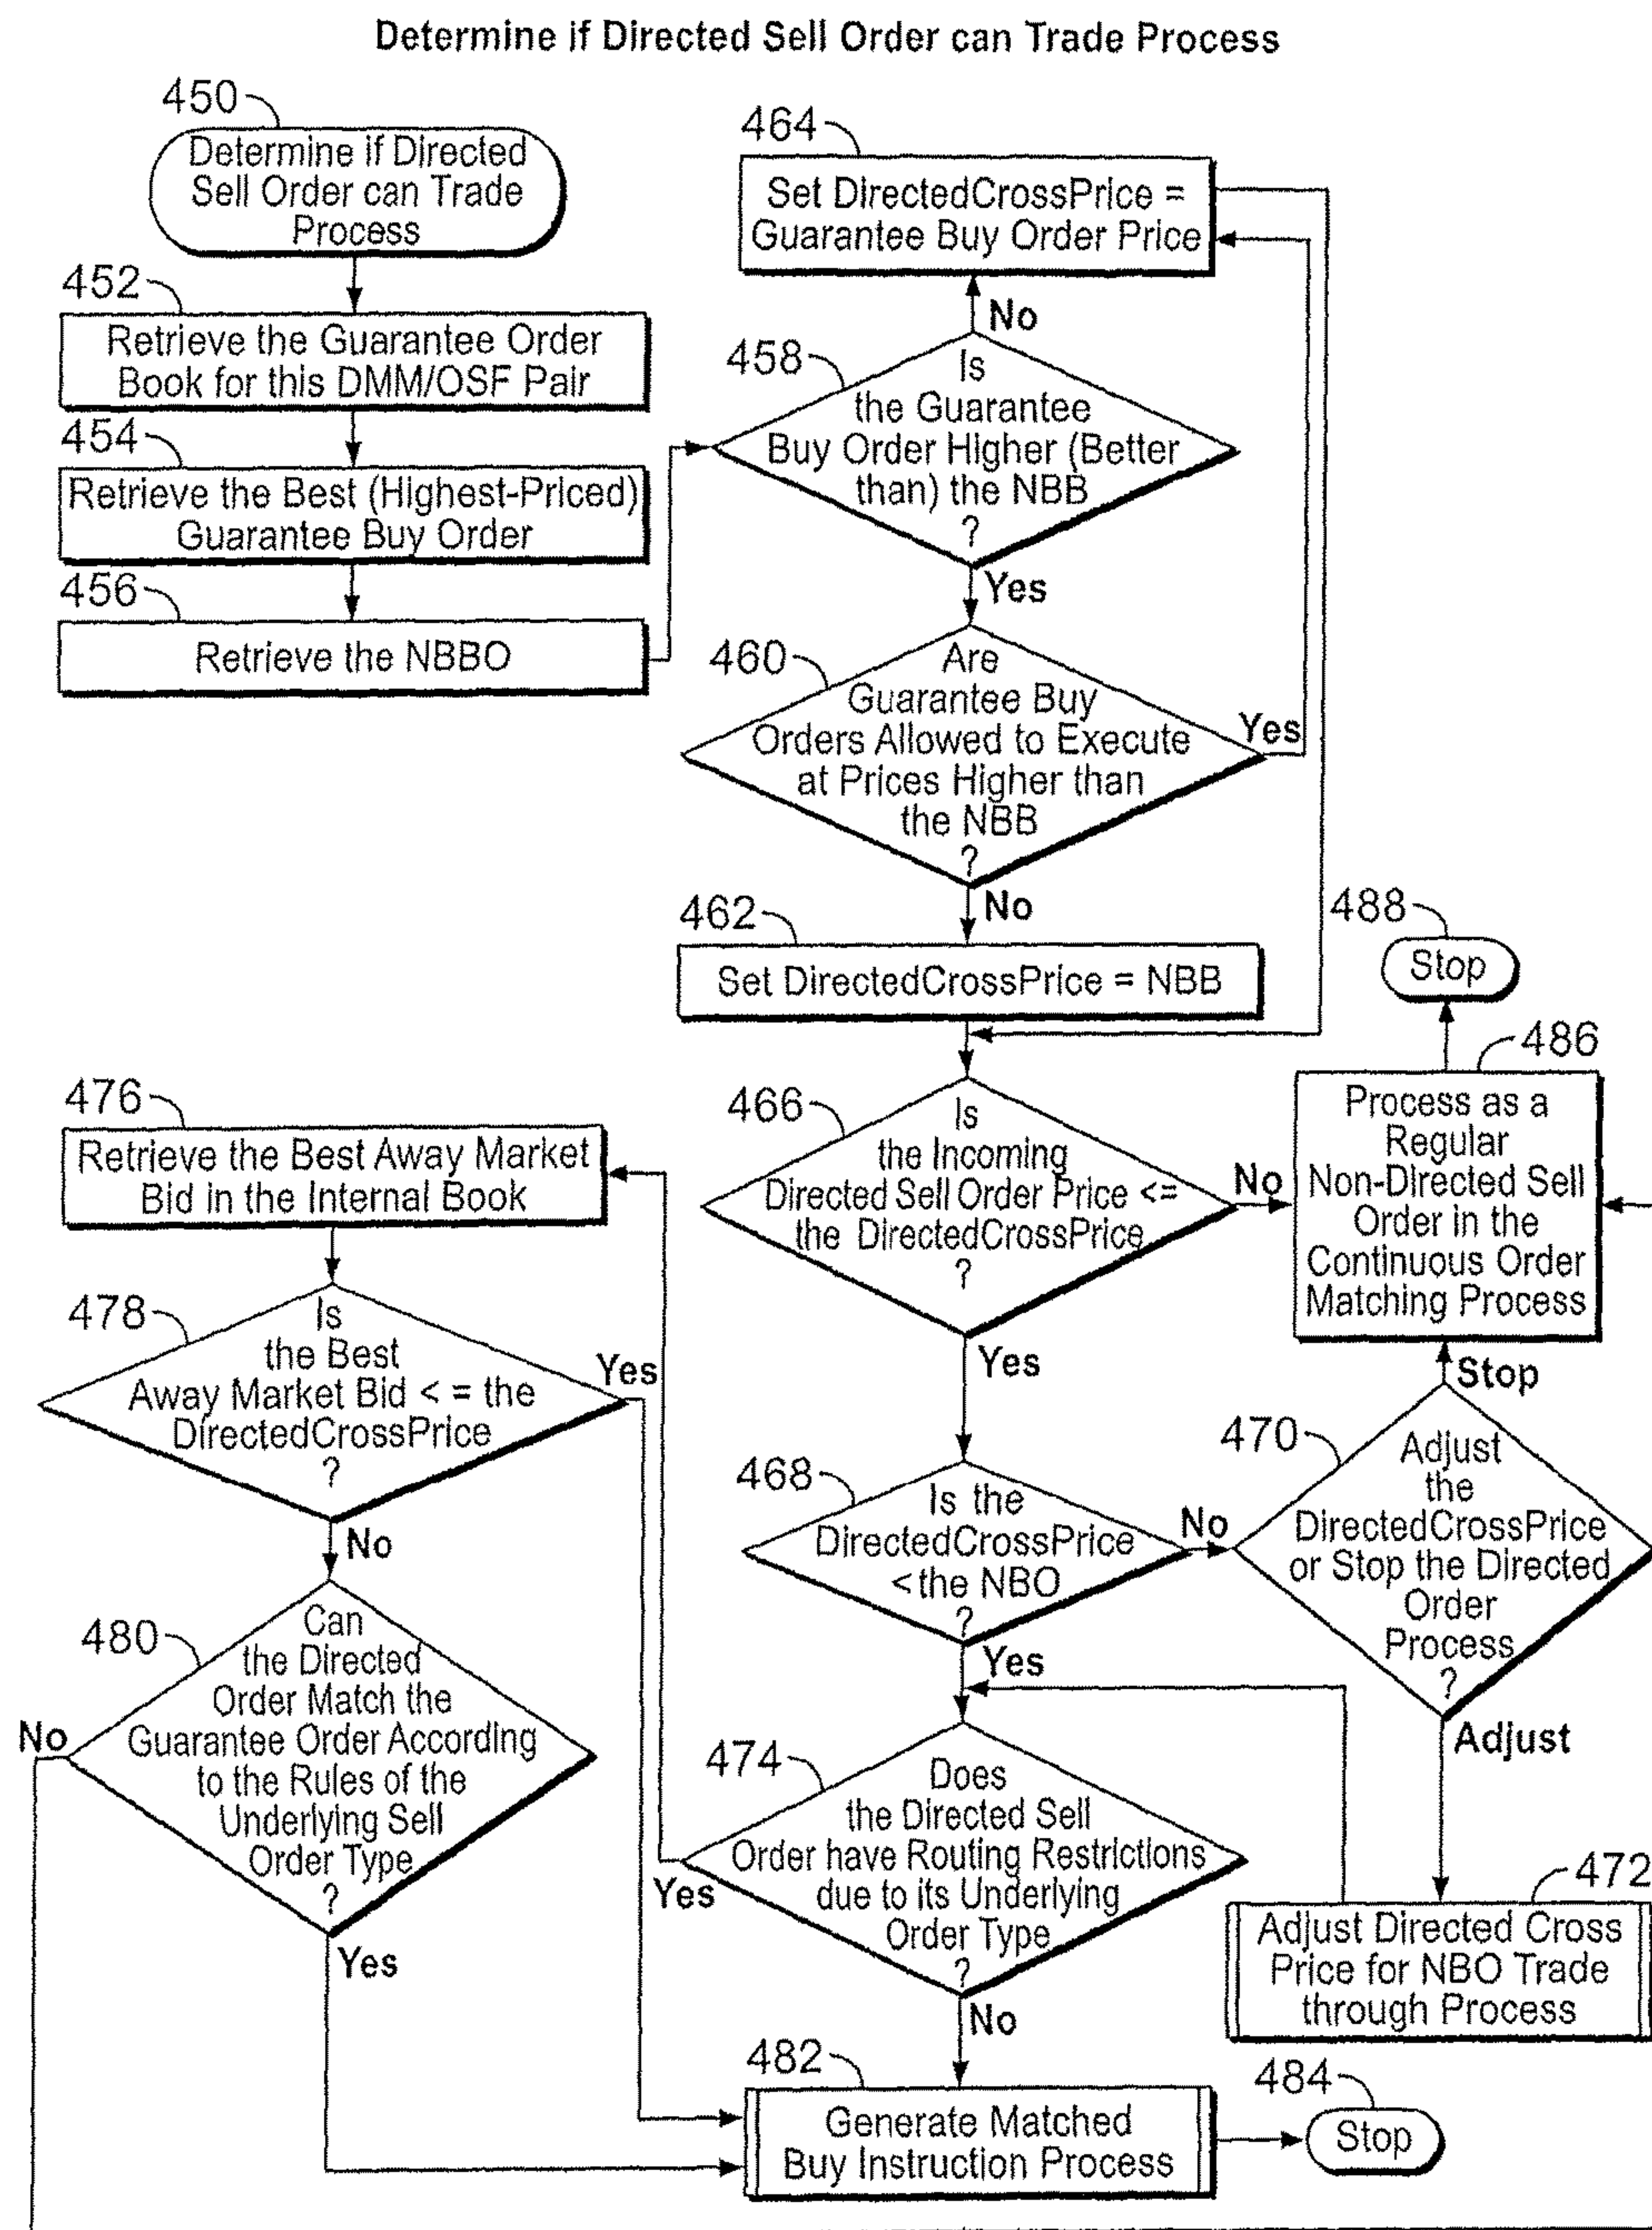 Determine if Directed Sell Order can Trade Process
450
Determine if Directed
Sell Order can Trade
Process
452
Retrieve the Guarantee Order
Book for this DMM/OSF Pair
454
Retrieve the Best (Highest-Priced)
Guarantee Buy Order
456
Retrieve the NBBO
464
Set DirectedCrossPrice =
Guarantee Buy Order Price
No
458
Is
the Guarantee
Buy Order Higher (Better
than) the NBB
?
Yes
460
Are
Guarantee Buy
Orders Allowed to Execute
at Prices Higher than
the NBB
?
Yes
No
462
Set DirectedCrossPrice = NBB
466
Is
the Incoming
Directed Sell Order Price <=
the DirectedCrossPrice
?
No
Yes
488
Stop
486
Process as a
Regular
Non-Directed Sell
Order in the
Continuous Order
Matching Process
Stop
468
Is the
DirectedCrossPrice
<the NBO
?
No
Yes
470
Adjust
the
DirectedCrossPrice
or Stop the Directed
Order
Process
?
Adjust
472
Adjust Directed Cross
Price for NBO Trade
through Process
474
Does
the Directed Sell
Order have Routing Restrictions
due to its Underlying
Order Type
?
Yes
No
476
Retrieve the Best Away Market
Bid in the Internal Book
478
Is
the Best
Away Market Bid < = the
DirectedCrossPrice
?
Yes
No
480
Can
the Directed
Order Match the
Guarantee Order According
to the Rules of the
Underlying Sell
Order Type
?
No
Yes
482
Generate Matched
Buy Instruction Process
484
Stop